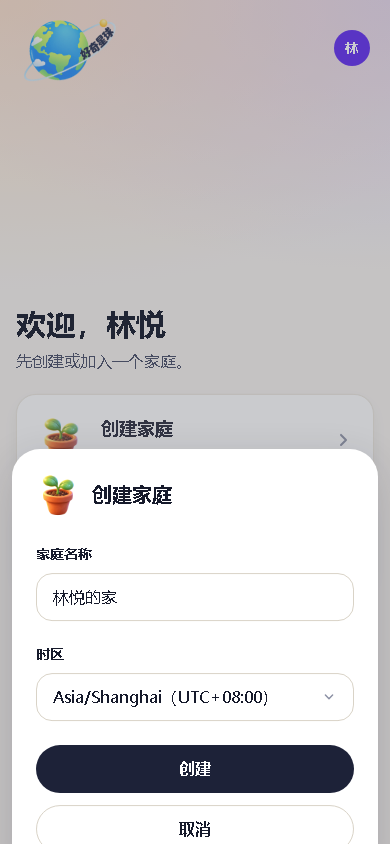 好奇星球
林
欢迎，林悦
先创建或加入一个家庭。
创建家庭
创建家庭
家庭名称
林悦的家
时区
Asia/Shanghai（UTC+08:00）
创建
取消